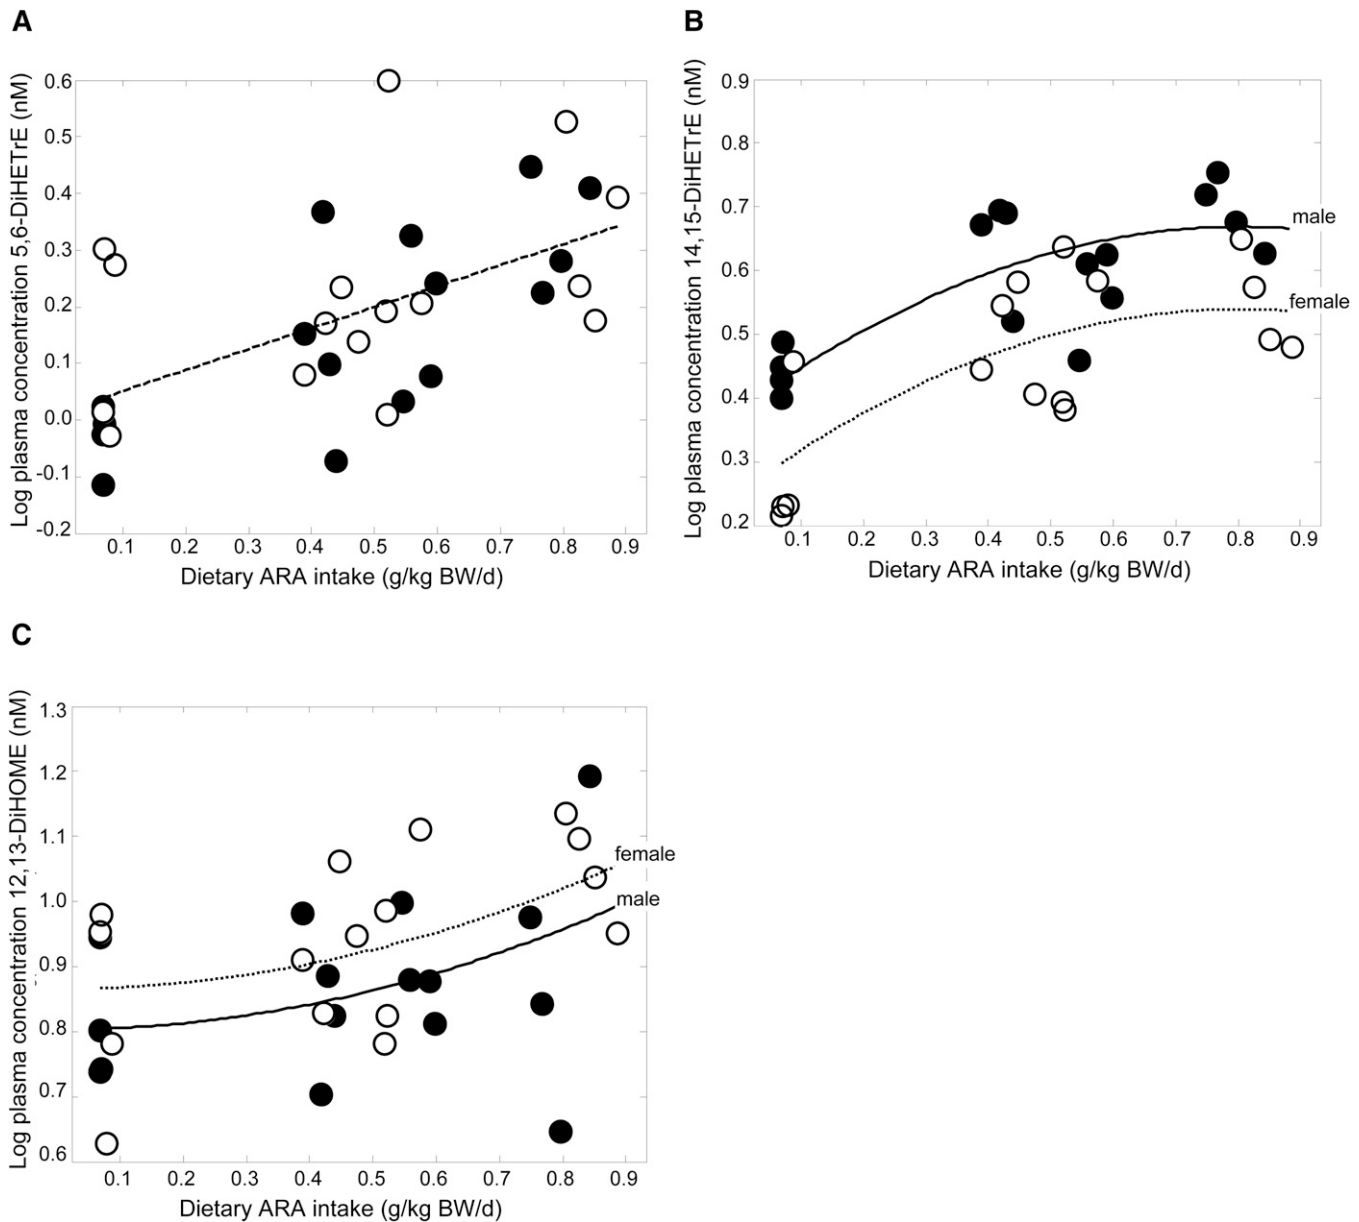 A
Log plasma concentration 5,6-DiHETrE (nM)
0.6
0.5
0.4
0.3
0.2
0.1
0.0
-0.1
-0.2
0.1 0.2 0.3 0.4 0.5 0.6 0.7 0.8 0.9
Dietary ARA intake (g/kg BW/d)
B
Log plasma concentration 14,15-DiHETrE (nM)
0.9
0.8
0.7
0.6
0.5
0.4
0.3
0.2
male
female
0.1 0.2 0.3 0.4 0.5 0.6 0.7 0.8 0.9
Dietary ARA intake (g/kg BW/d)
C
Log plasma concentration 12,13-DiHOME (nM)
1.3
1.2
1.1
1.0
0.9
0.8
0.7
0.6
female
male
0.1 0.2 0.3 0.4 0.5 0.6 0.7 0.8 0.9
Dietary ARA intake (g/kg BW/d)